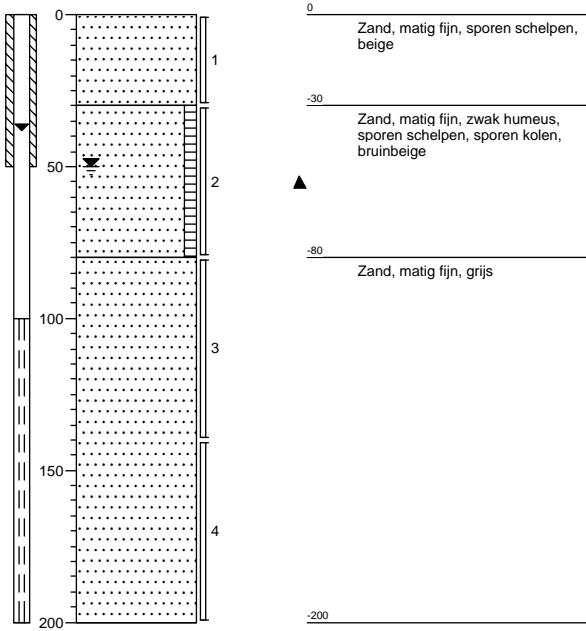 0
50
100
150
200
1
2
3
4
0
Zand, matig fijn, sporen schelpen,
beige
-30
Zand, matig fijn, zwak humeus,
sporen schelpen, sporen kolen,
bruinbeige
-80
Zand, matig fijn, grijs
-200